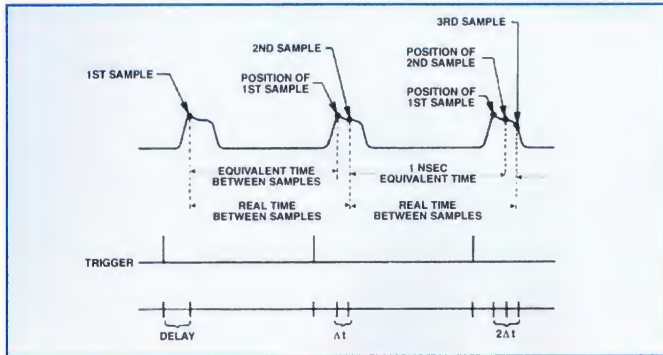 3RD SAMPLE
2ND SAMPLE
POSITION OF
2ND SAMPLE
1ST SAMPLE
POSITION OF
1ST SAMPLE
POSITION OF
1ST SAMPLE
EQUIVALENT TIME
BETWEEN SAMPLES
1 NSEC
EQUIVALENT TIME
REAL TIME
BETWEEN SAMPLES
REAL TIME
BETWEEN SAMPLES
TRIGGER
DELAY
Δt
2Δt